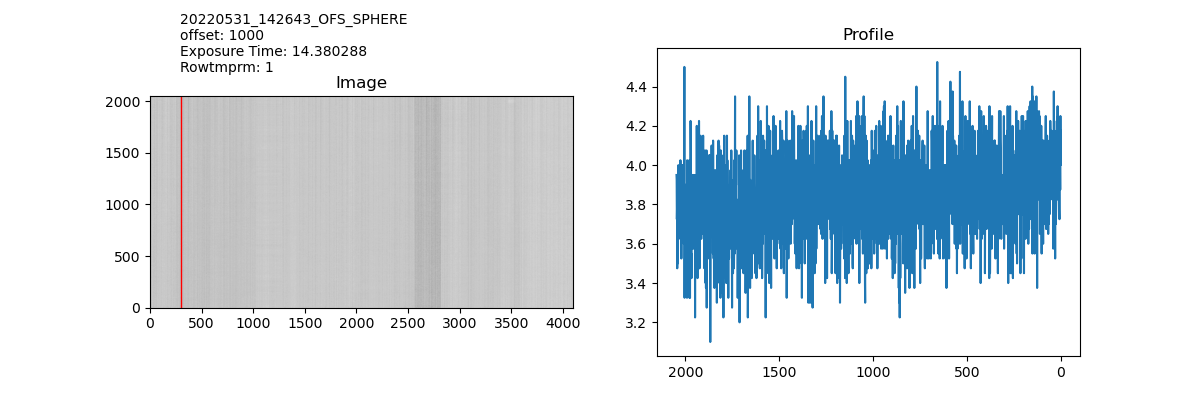 20220531_142643_OFS_SPHERE
offset: 1000
Exposure Time: 14.380288
Rowtmprm: 1
Image
2000
1500
1000
500
0
0 500 1000 1500 2000 2500 3000 3500 4000
Profile
4.4
4.2
4.0
3.8
3.6
3.4
3.2
2000 1500 1000 500 0